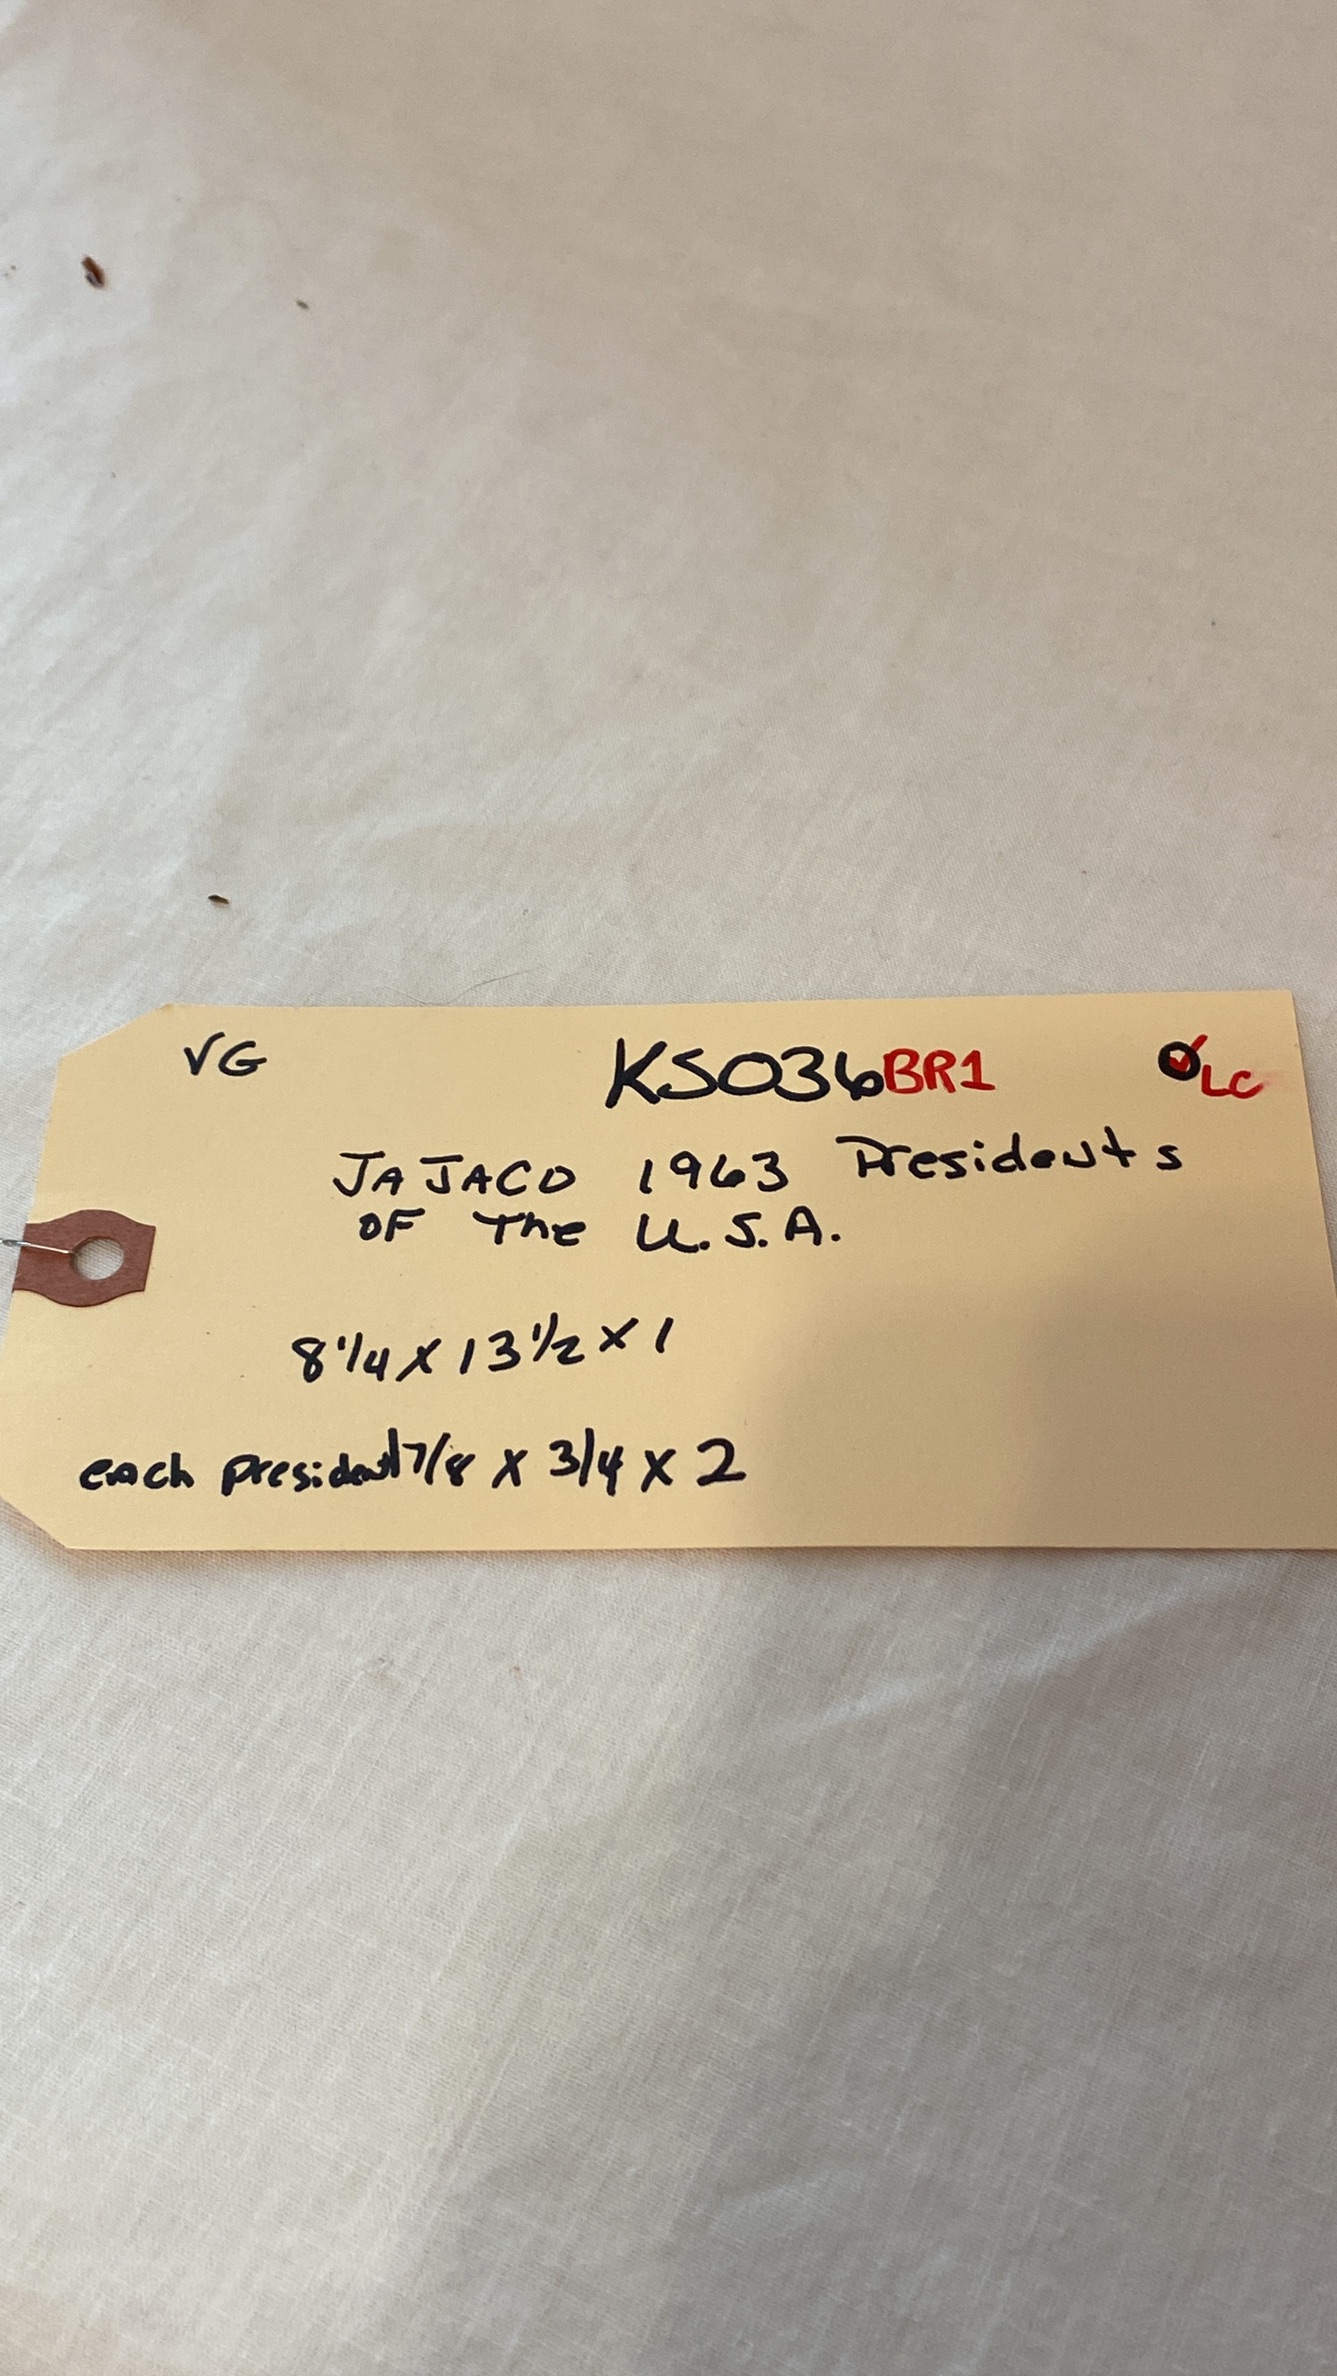 VG KS036BR1 LC
JAJACO 1963 Presidents
OF The U.S.A.
8 1/4 x 13 1/2 x 1
each president 7/8 x 3/4 x 2